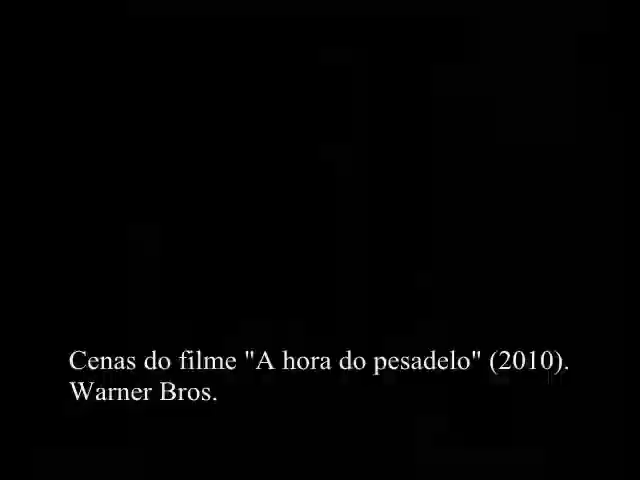 Cenas do filme "A hora do pesadelo" (2010).
Warner Bros.